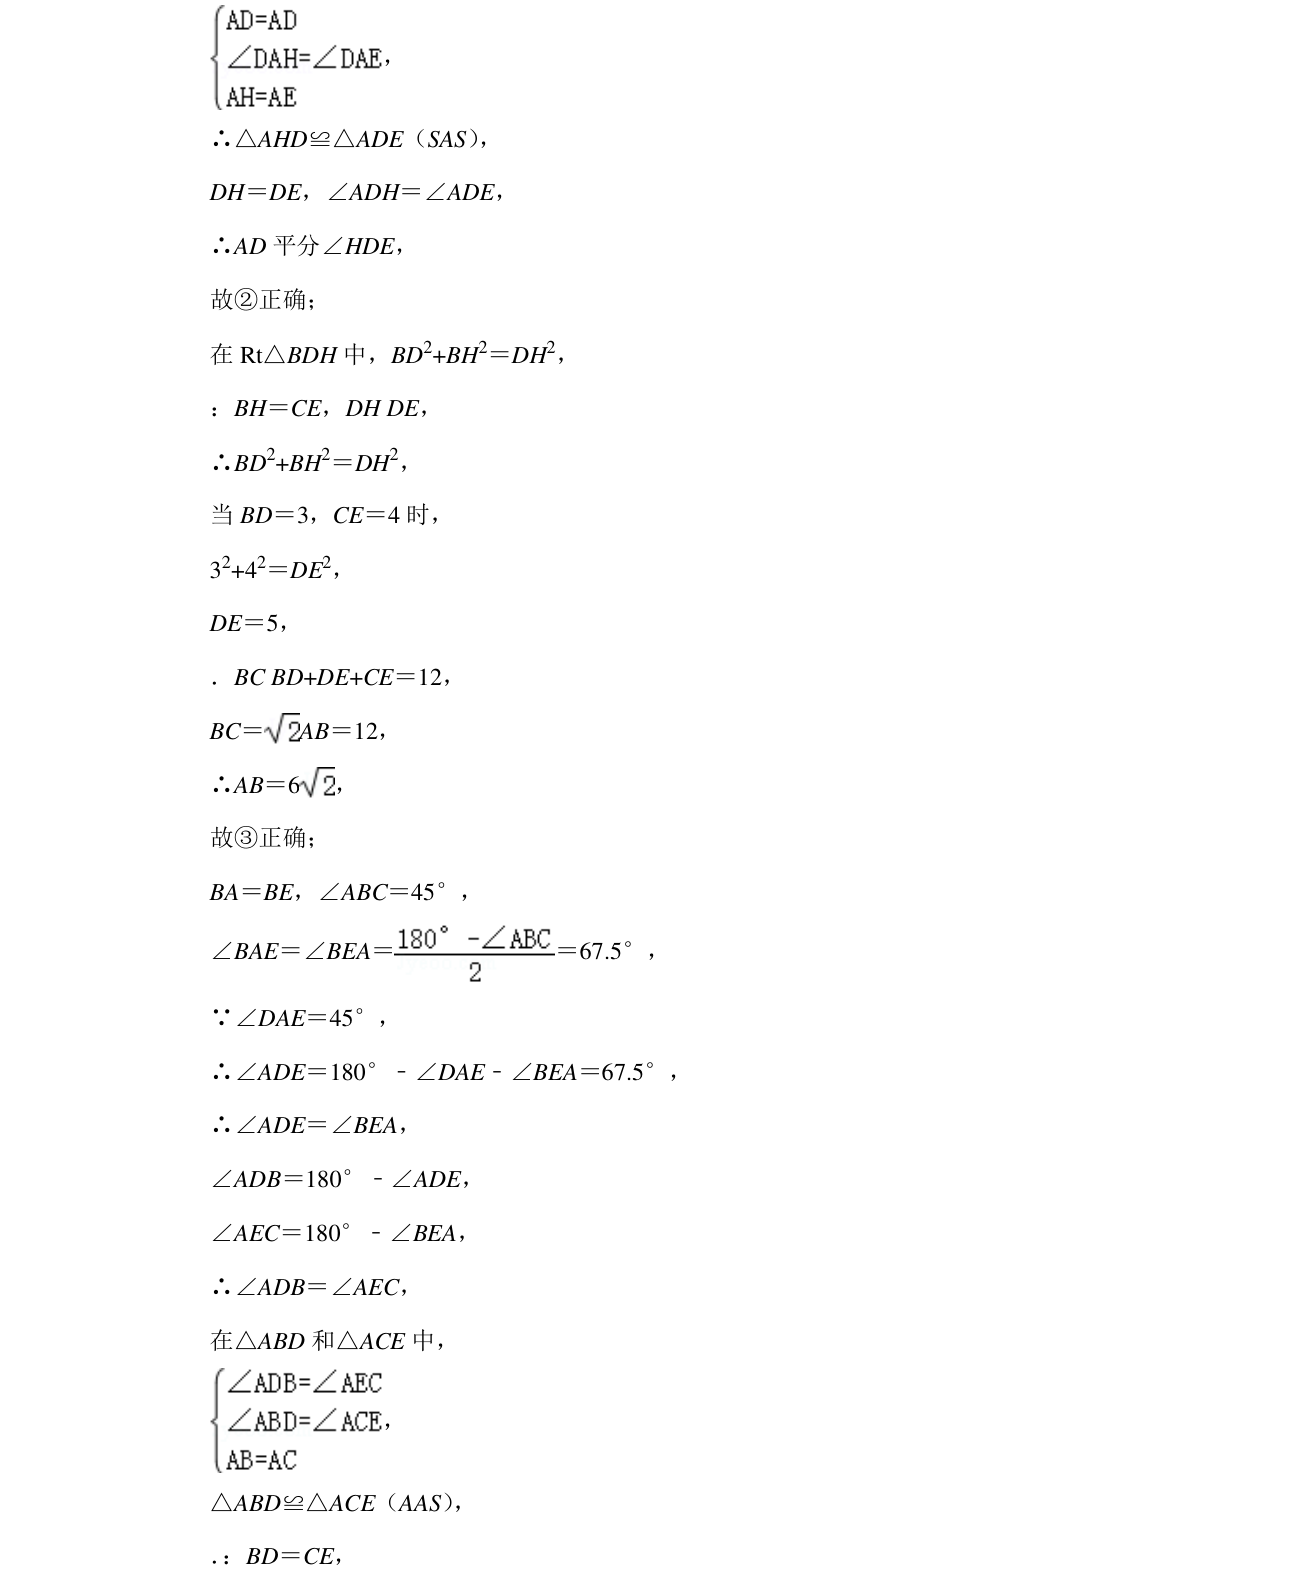 AD=AD
∠DAH=∠DAE，
AH=AE
∴△AHD≌△ADE（SAS），
DH＝DE，∠ADH＝∠ADE，
∴AD 平分∠HDE，
故②正确；
在 Rt△BDH 中，BD²+BH²＝DH²，
：BH＝CE，DH DE，
∴BD²+BH²＝DH²，
当 BD＝3，CE＝4 时，
3²+4²＝DE²，
DE＝5，
．BC BD+DE+CE＝12，
BC＝√2AB＝12，
∴AB＝6√2，
故③正确；
BA＝BE，∠ABC＝45°，
∠BAE＝∠BEA＝(180°-∠ABC)/2＝67.5°，
∵∠DAE＝45°，
∴∠ADE＝180°﹣∠DAE﹣∠BEA＝67.5°，
∴∠ADE＝∠BEA，
∠ADB＝180°﹣∠ADE，
∠AEC＝180°﹣∠BEA，
∴∠ADB＝∠AEC，
在△ABD 和△ACE 中，
∠ADB=∠AEC
∠ABD=∠ACE，
AB=AC
△ABD≌△ACE（AAS），
.：BD＝CE，